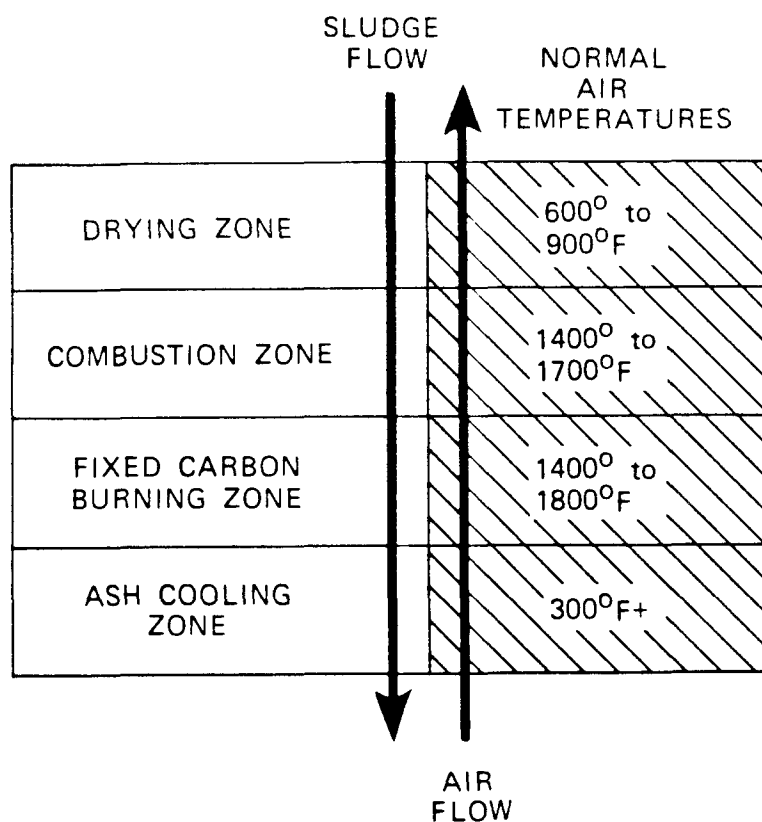 SLUDGE
FLOW
NORMAL
AIR
TEMPERATURES
DRYING ZONE
600° to
900°F
COMBUSTION ZONE
1400° to
1700°F
FIXED CARBON
BURNING ZONE
1400° to
1800°F
ASH COOLING
ZONE
300°F+
AIR
FLOW